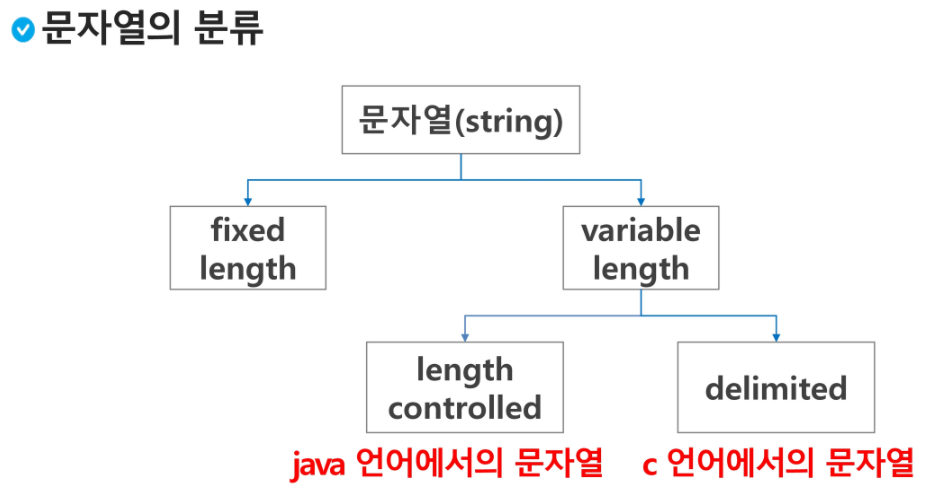 문자열의 분류
문자열(string)
fixed
length
variable
length
length
controlled
delimited
java 언어에서의 문자열
c 언어에서의 문자열